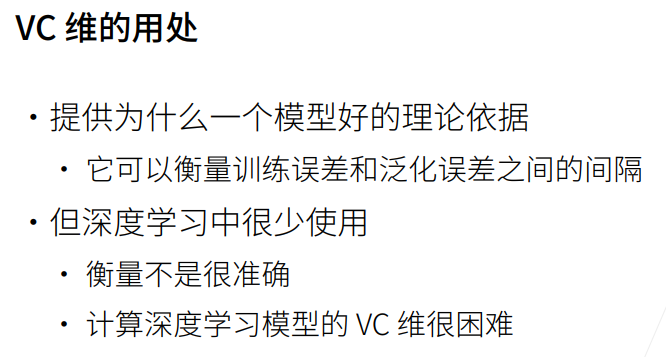 VC 维的用处
• 提供为什么一个模型好的理论依据
• 它可以衡量训练误差和泛化误差之间的间隔
• 但深度学习中很少使用
• 衡量不是很准确
• 计算深度学习模型的 VC 维很困难